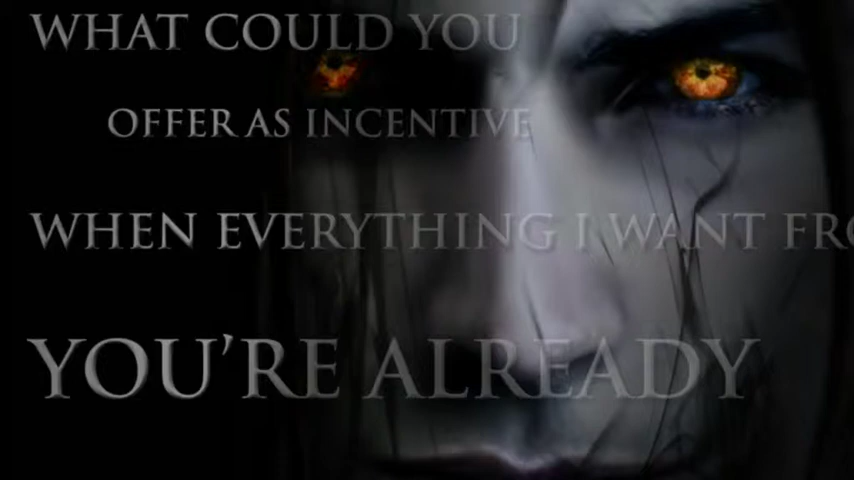 WHAT COULD YOU
OFFER AS INCENTIVE
WHEN EVERYTHING I WANT FRO
YOU'RE ALREADY